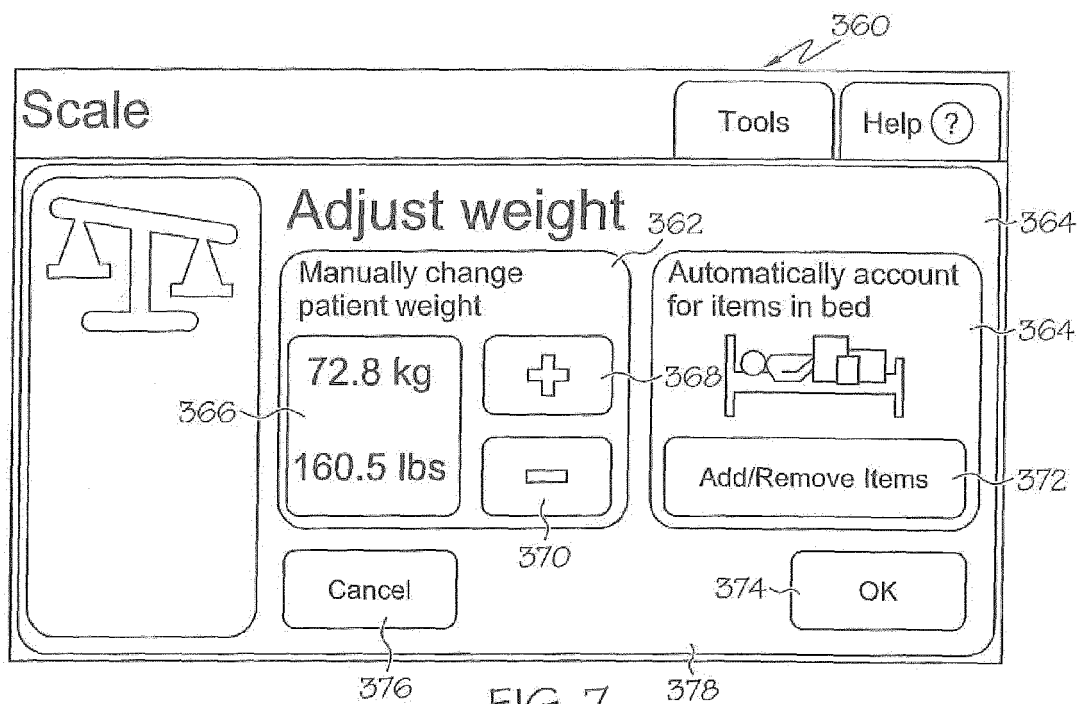 360
Scale
Tools
Help ?
Adjust weight
362
364
Manually change
patient weight
Automatically account
for items in bed
364
72.8 kg
368
366
160.5 lbs
Add/Remove Items
372
370
Cancel
374
OK
376
FIG. 7
378